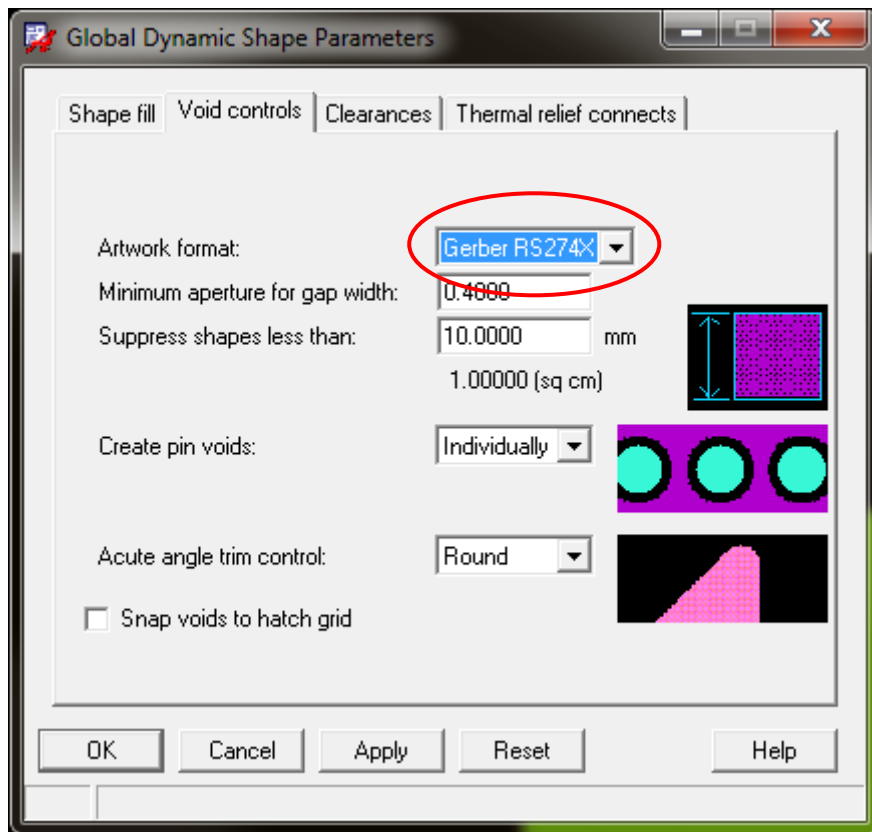 Global Dynamic Shape Parameters
Shape fill Void controls Clearances Thermal relief connects
Artwork format: Gerber RS274X
Minimum aperture for gap width: 0.4000
Suppress shapes less than: 10.0000 mm
1.00000 (sq cm)
Create pin voids: Individually
Acute angle trim control: Round
Snap voids to hatch grid
OK Cancel Apply Reset Help